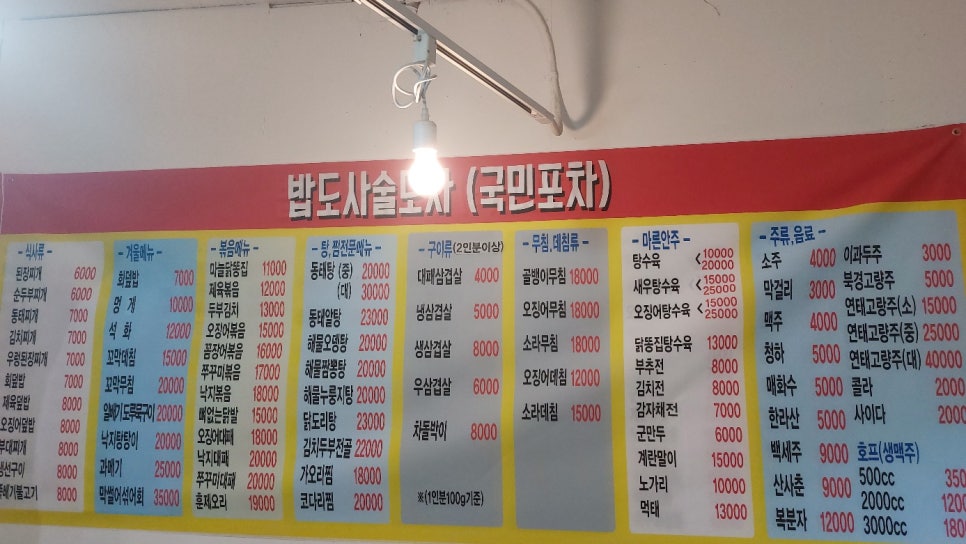 밥도사술도사 (국민포차)
- 식사류 -
된장찌개 6000
순두부찌개 6000
동태찌개 7000
김치찌개 7000
우렁된장찌개 7000
회덮밥 7000
제육덮밥 8000
오징어덮밥 8000
부대찌개 8000
생선구이 8000
뚝배기불고기 8000
- 겨울메뉴 -
회덮밥 7000
멍게 10000
석화 12000
꼬막데침 15000
꼬막무침 20000
20000
낙지탕탕이 20000
과메기 25000
막썰어섞어회 35000
- 볶음메뉴 -
마늘닭똥집 11000
제육볶음 12000
두부김치 13000
오징어볶음 15000
꼼장어볶음 16000
쭈꾸미볶음 17000
낙지볶음 18000
뼈없는닭발 15000
오징어대패 18000
낙지대패 20000
쭈꾸미대패 20000
훈제오리 19000
- 탕,찜전문메뉴 -
동태탕 (중) 20000
(대) 30000
동태알탕 23000
해물오뎅탕 20000
해물짬뽕탕 20000
해물누룽지탕 20000
닭도리탕 23000
김치두부전골 22000
가오리찜 18000
코다리찜 20000
- 구이류(2인분이상)
대패삼겹살 4000
냉삼겹살 5000
생삼겹살 8000
우삼겹살 6000
차돌박이 8000
※(1인분100g기준)
- 무침,데침류 -
골뱅이무침 18000
오징어무침 18000
소라무침 18000
오징어데침 12000
소라데침 15000
- 마른안주 -
탕수육 < 10000
20000
새우탕수육 < 15000
25000
오징어탕수육 < 15000
25000
닭똥집탕수육 13000
부추전 8000
김치전 8000
감자채전 7000
군만두 6000
계란말이 15000
노가리 10000
먹태 13000
- 주류,음료 -
소주 4000
막걸리 3000
맥주 4000
청하 5000
매화수 5000
한라산 5000
백세주 9000
산사춘 9000
복분자 12000
이과두주 3000
북경고량주 5000
연태고량주(소) 15000
연태고량주(중) 25000
연태고량주(대) 40000
콜라 2000
사이다 2000
호프(생맥주)
500cc
2000cc
3000cc